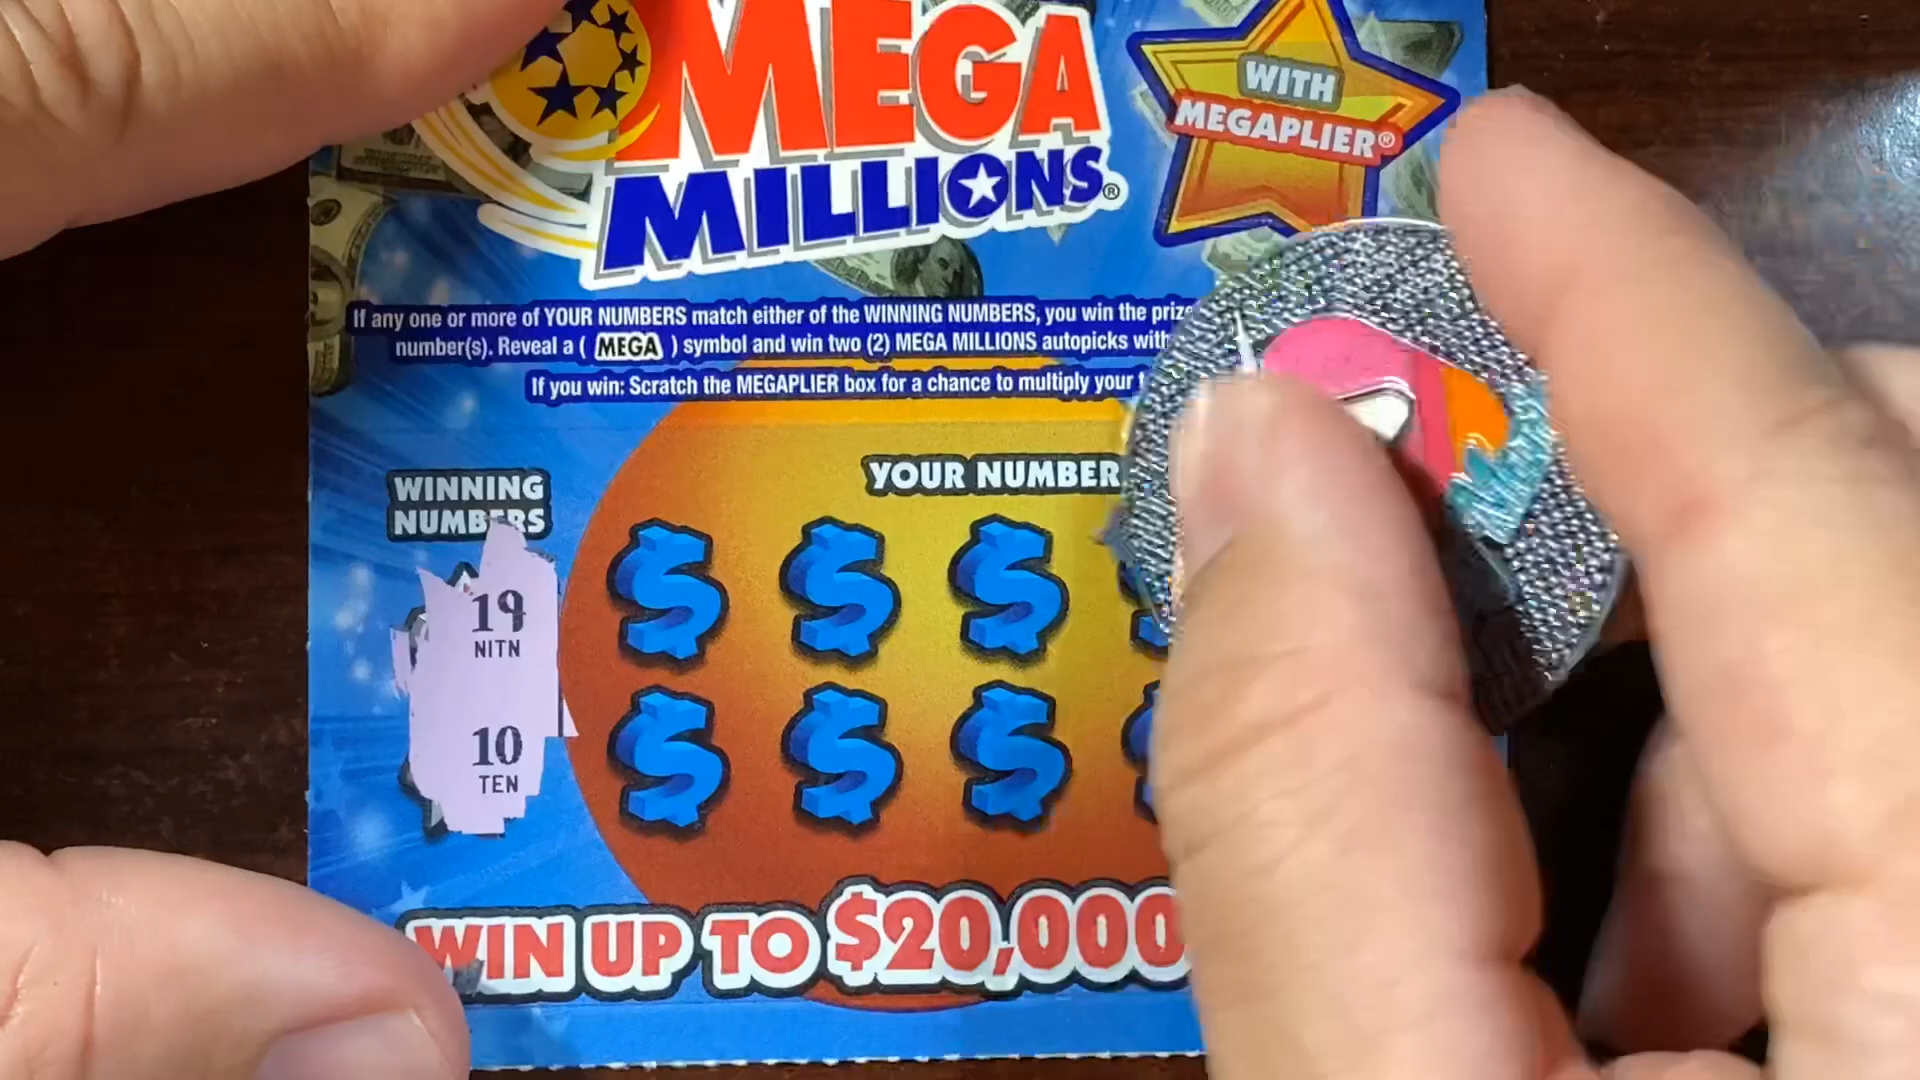 MEGA
MILLIONS®
WITH
MEGAPLIER®
If any one or more of YOUR NUMBERS match either of the WINNING NUMBERS, you win the prize
number(s). Reveal a ( MEGA ) symbol and win two (2) MEGA MILLIONS autopicks with
If you win: Scratch the MEGAPLIER box for a chance to multiply your
WINNING
NUMBERS
YOUR NUMBER
19
NITN
10
TEN
$ $ $ $
$ $ $ $
WIN UP TO $20,000